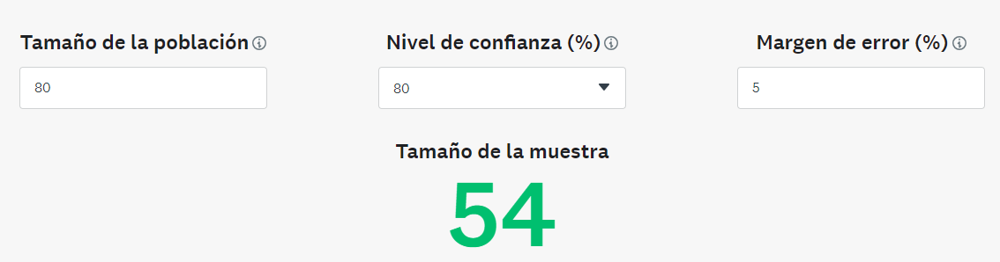 Tamaño de la población Nivel de confianza (%) Margen de error (%)
80 80 5
Tamaño de la muestra
54